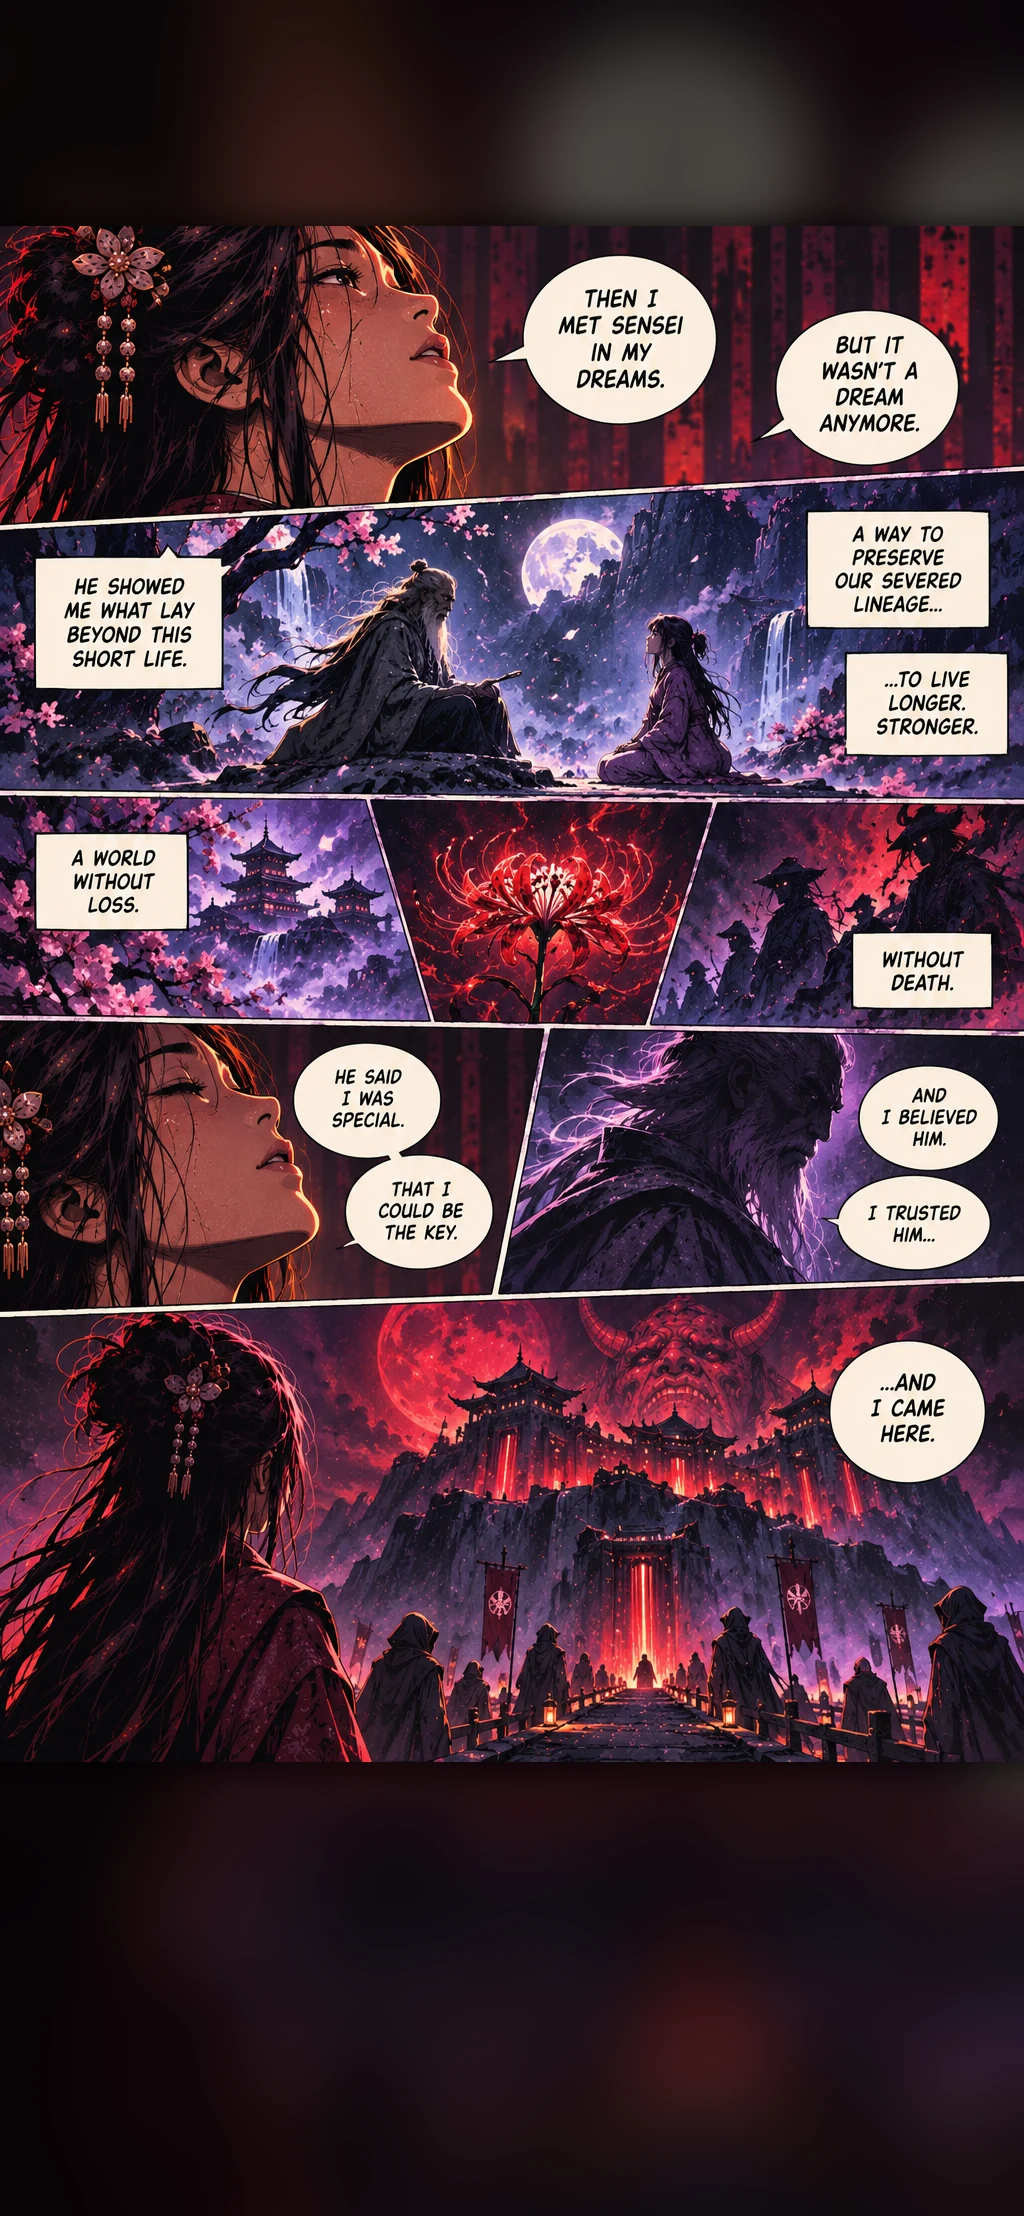 THEN I
MET SENSEI
IN MY
DREAMS.
BUT IT
WASN'T A
DREAM
ANYMORE.
HE SHOWED
ME WHAT LAY
BEYOND THIS
SHORT LIFE.
A WAY TO
PRESERVE
OUR SEVERED
LINEAGE...
...TO LIVE
LONGER.
STRONGER.
A WORLD
WITHOUT
LOSS.
WITHOUT
DEATH.
HE SAID
I WAS
SPECIAL.
THAT I
COULD BE
THE KEY.
AND
I BELIEVED
HIM.
I TRUSTED
HIM...
...AND
I CAME
HERE.